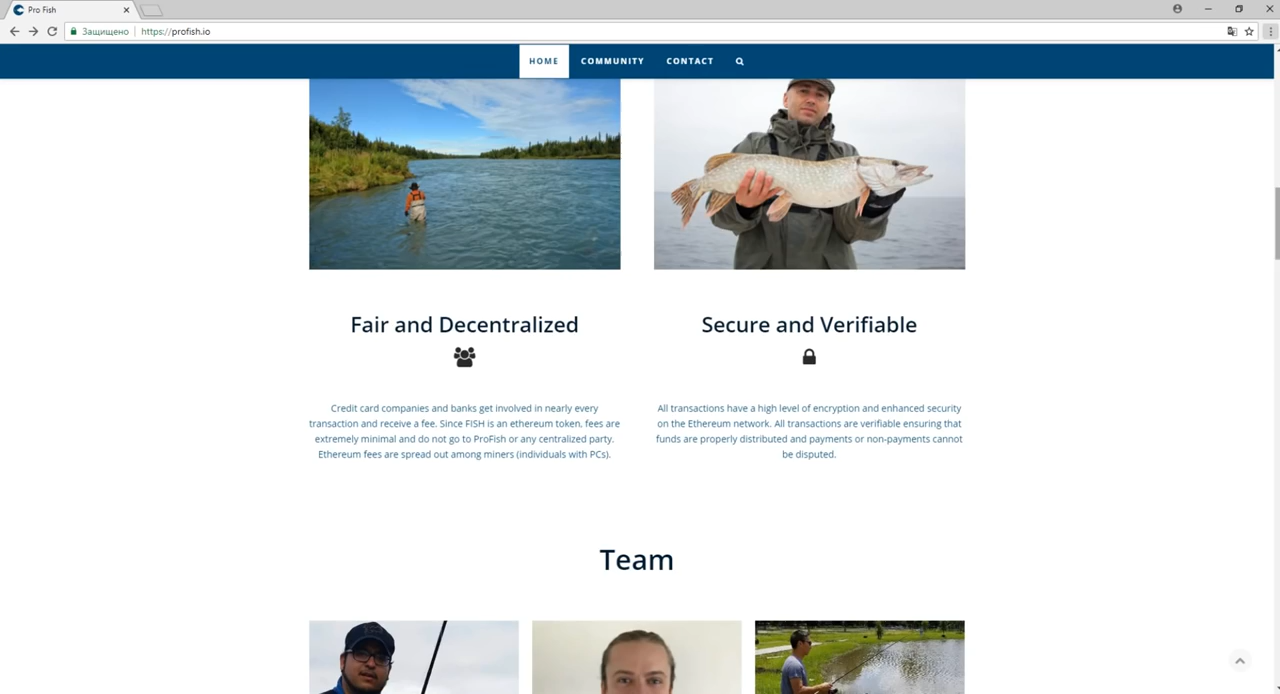 Pro Fish
Защищено https://profish.io
HOME COMMUNITY CONTACT
Fair and Decentralized
Credit card companies and banks get involved in nearly every
transaction and receive a fee. Since FISH is an ethereum token, fees are
extremely minimal and do not go to ProFish or any centralized party.
Ethereum fees are spread out among miners (individuals with PCs).
Secure and Verifiable
All transactions have a high level of encryption and enhanced security
on the Ethereum network. All transactions are verifiable ensuring that
funds are properly distributed and payments or non-payments cannot
be disputed.
Team